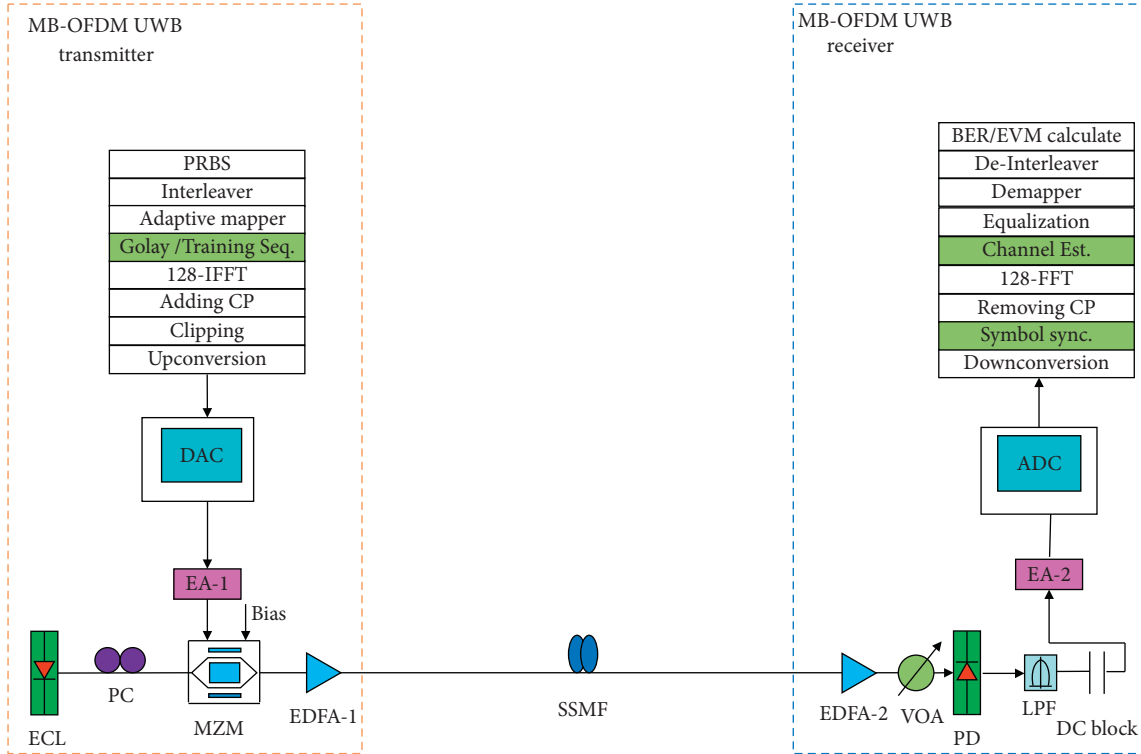 MB-OFDM UWB
transmitter
PRBS
Interleaver
Adaptive mapper
Golay /Training Seq.
128-IFFT
Adding CP
Clipping
Upconversion
DAC
EA-1
Bias
ECL
PC
MZM
EDFA-1
SSMF
MB-OFDM UWB
receiver
BER/EVM calculate
De-Interleaver
Demapper
Equalization
Channel Est.
128-FFT
Removing CP
Symbol sync.
Downconversion
ADC
EA-2
EDFA-2
VOA
PD
LPF
DC block